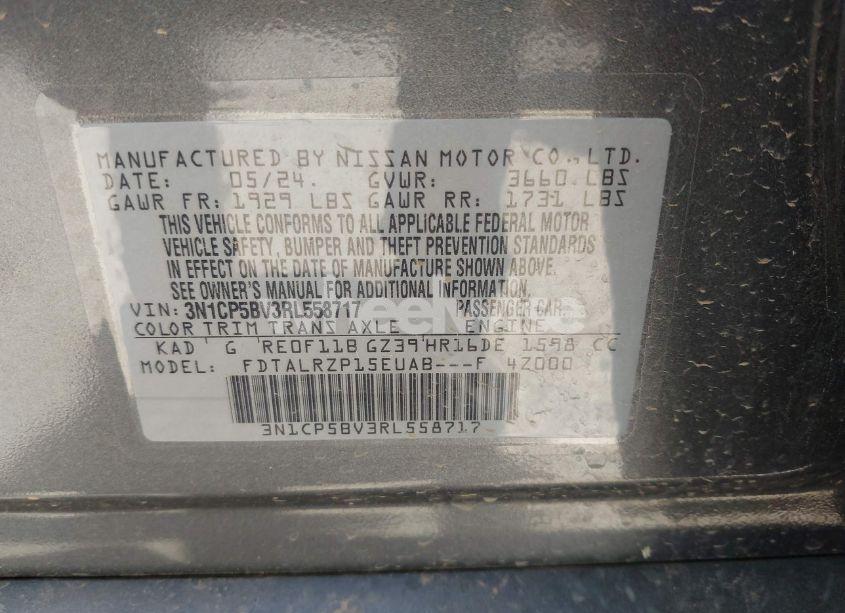 MANUFACTURED BY NISSAN MOTOR CO., LTD.
DATE: 05/24. GVWR: 3660 LBS
GAWR FR: 1929 LBS GAWR RR: 1731 LBS
THIS VEHICLE CONFORMS TO ALL APPLICABLE FEDERAL MOTOR
VEHICLE SAFETY, BUMPER AND THEFT PREVENTION STANDARDS
IN EFFECT ON THE DATE OF MANUFACTURE SHOWN ABOVE.
SEE OWNER'S MANUAL FOR ADDITIONAL INFORMATION.
VIN: 3N1CP5BV3RL558717 PASSENGER CAR
COLOR TRIM TRANS AXLE ENGINE
KAD G RE0F11B GZ39 HR16DE 1598 CC
MODEL: FDTALRZP15EUAB---F 4Z000
3N1CP5BV3RL558717